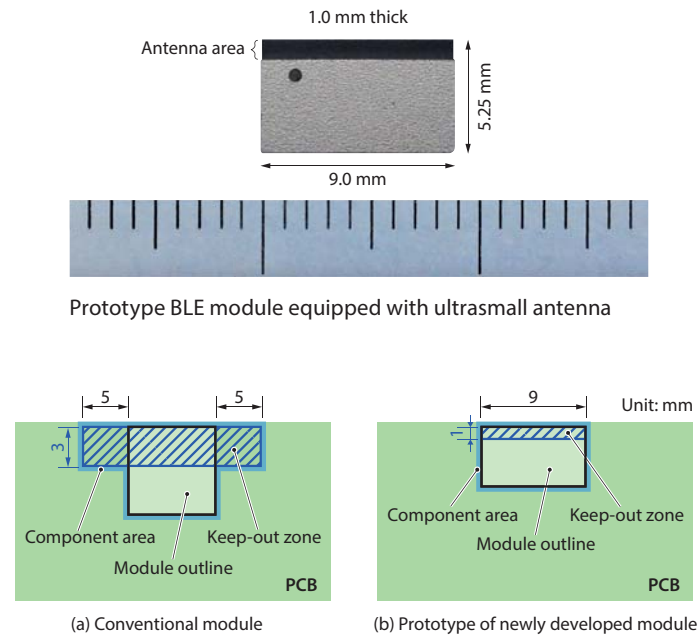 1.0 mm thick
Antenna area
5.25 mm
9.0 mm
Prototype BLE module equipped with ultrasmall antenna
5
5
3
Component area
Keep-out zone
Module outline
PCB
(a) Conventional module
9
Unit: mm
1
Component area
Keep-out zone
Module outline
PCB
(b) Prototype of newly developed module